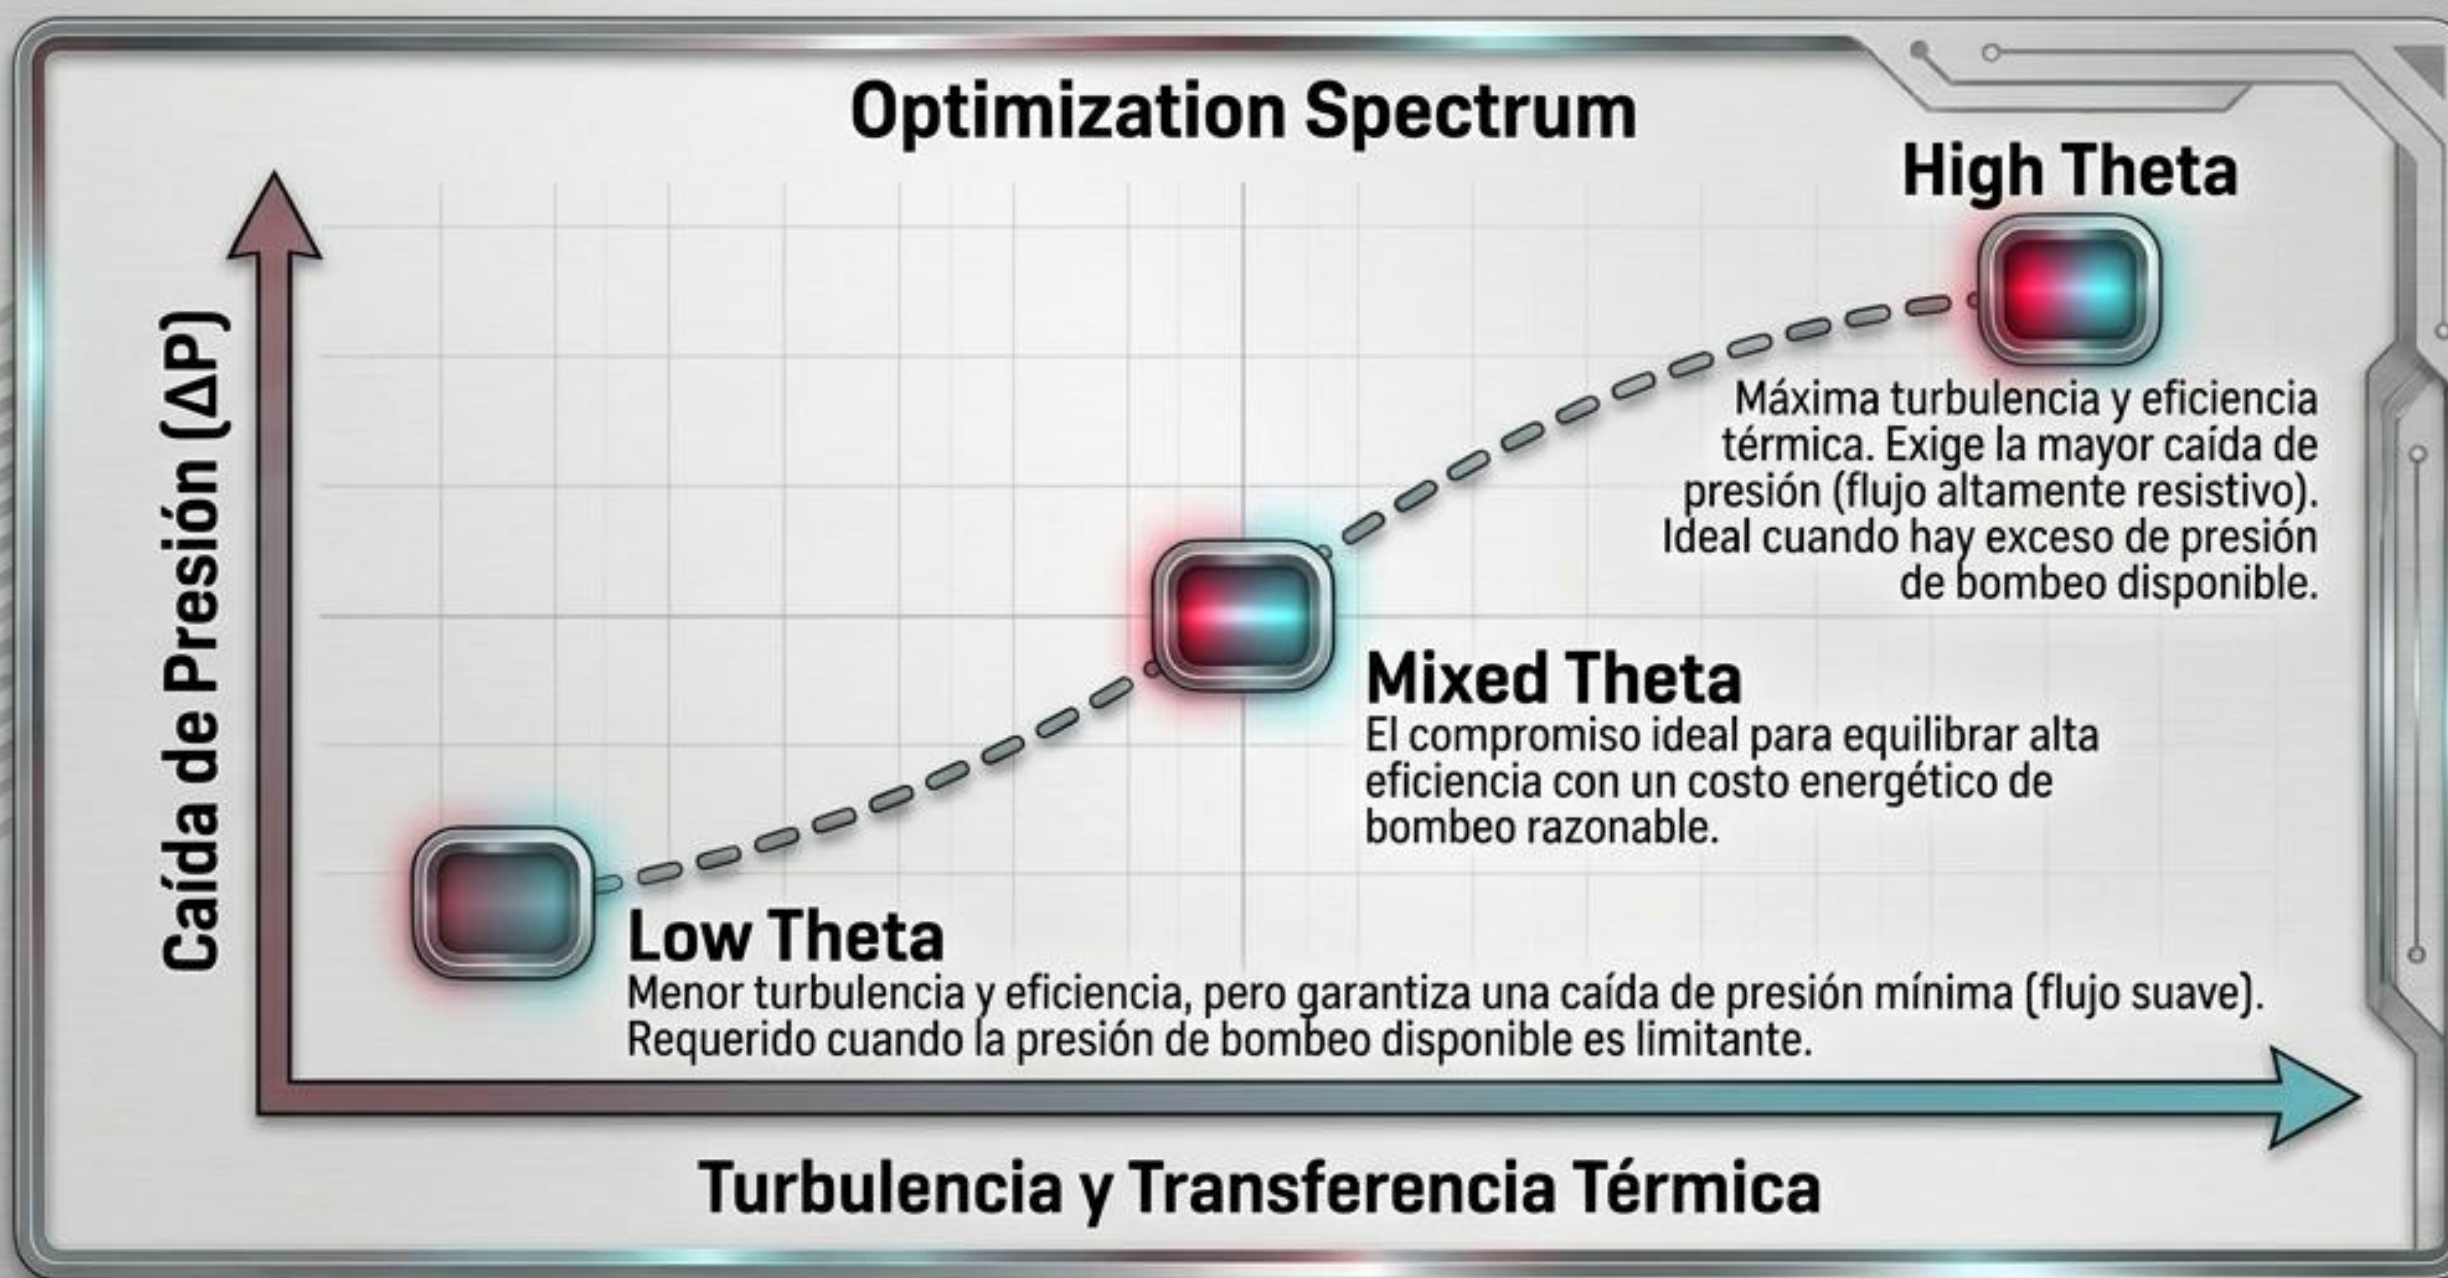 Optimization Spectrum
High Theta
Máxima turbulencia y eficiencia
térmica. Exige la mayor caída de
presión (flujo altamente resistivo).
Ideal cuando hay exceso de presión
de bombeo disponible.
Mixed Theta
El compromiso ideal para equilibrar alta
eficiencia con un costo energético de
bombeo razonable.
Low Theta
Menor turbulencia y eficiencia, pero garantiza una caída de presión mínima (flujo suave).
Requerido cuando la presión de bombeo disponible es limitante.
Caída de Presión (ΔP)
Turbulencia y Transferencia Térmica